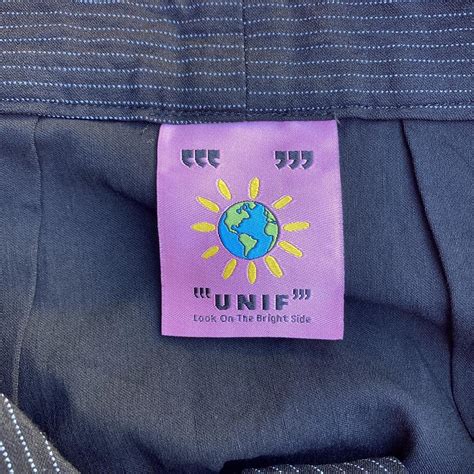 ‘‘‘ ’’’
‘‘‘UNIF’’’
Look On The Bright Side